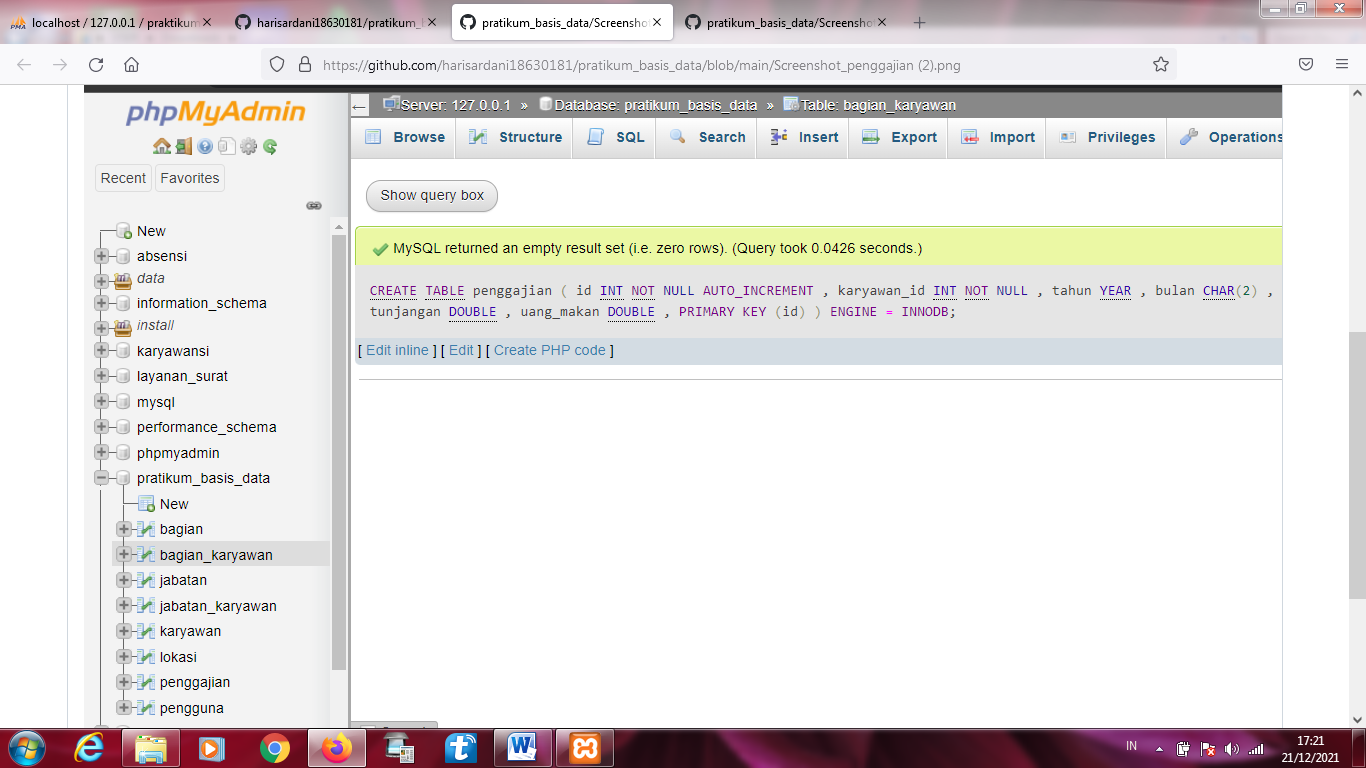 localhost / 127.0.0.1 / praktikum
harisardani18630181/pratikum_
pratikum_basis_data/Screenshot
pratikum_basis_data/Screenshot
https://github.com/harisardani18630181/pratikum_basis_data/blob/main/Screenshot_penggajian (2).png
phpMyAdmin
Recent
Favorites
New
absensi
data
information_schema
install
karyawansi
layanan_surat
mysql
performance_schema
phpmyadmin
pratikum_basis_data
New
bagian
bagian_karyawan
jabatan
jabatan_karyawan
karyawan
lokasi
penggajian
pengguna
Server: 127.0.0.1 » Database: pratikum_basis_data » Table: bagian_karyawan
Browse Structure SQL Search Insert Export Import Privileges Operations
Show query box
MySQL returned an empty result set (i.e. zero rows). (Query took 0.0426 seconds.)
CREATE TABLE penggajian ( id INT NOT NULL AUTO_INCREMENT , karyawan_id INT NOT NULL , tahun YEAR , bulan CHAR(2) ,
tunjangan DOUBLE , uang_makan DOUBLE , PRIMARY KEY (id) ) ENGINE = INNODB;
[ Edit inline ] [ Edit ] [ Create PHP code ]
IN
17:21
21/12/2021